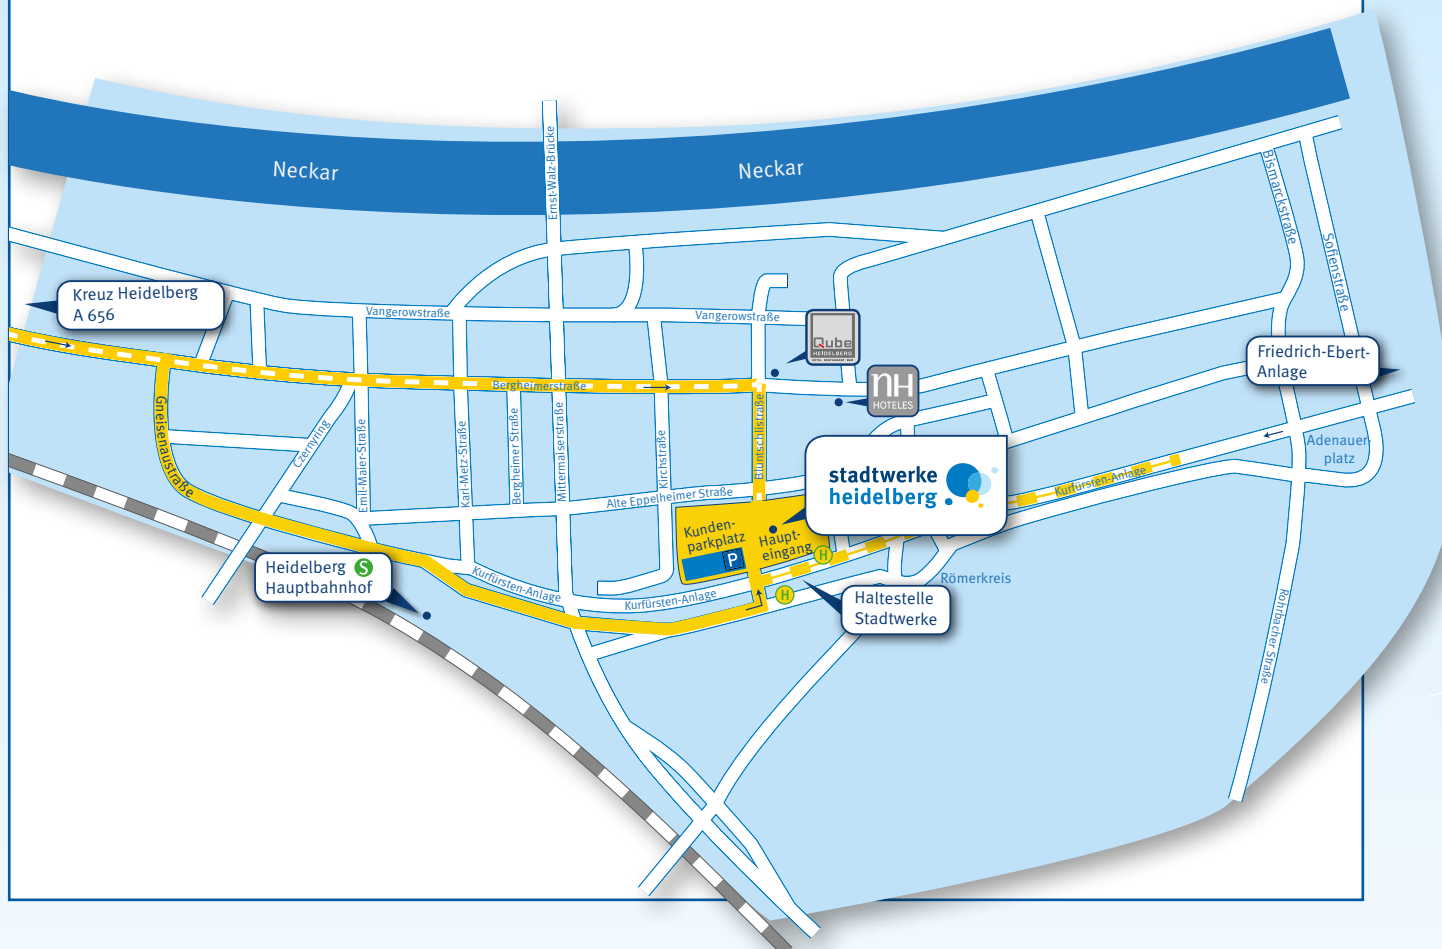 Neckar
Neckar
Ernst-Walz-Brücke
Bismarckstraße
Sofienstraße
Kreuz Heidelberg
A 656
Vangerowstraße
Vangerowstraße
Qube
HEIDELBERG
nH
HOTELES
Friedrich-Ebert-
Anlage
Bergheimerstraße
Gneisenaustraße
Czernyring
Emil-Maier-Straße
Karl-Metz-Straße
Bergheimer Straße
Mittermaiserstraße
Kirchstraße
Bluntschlistraße
Alte Eppelheimer Straße
stadtwerke
heidelberg
Adenauer-
platz
Kurfürsten-Anlage
Kunden-
parkplatz
P
Haupt-
eingang
H
H
Heidelberg S
Hauptbahnhof
Kurfürsten-Anlage
Kurfürsten-Anlage
Römerkreis
Haltestelle
Stadtwerke
Rohrbacher Straße